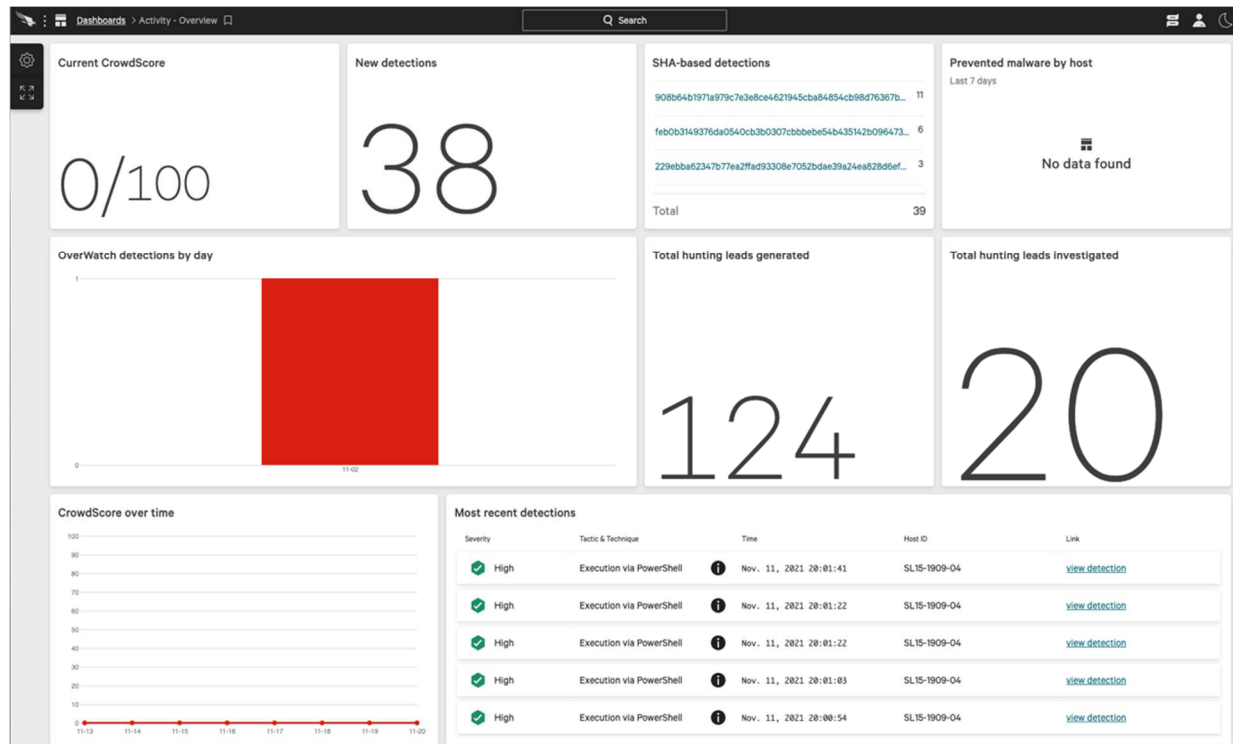 Dashboards > Activity - Overview
Search
Current CrowdScore
0/100
New detections
38
SHA-based detections
908b64b1971a979c7e3e8ce4621945cba84854cb98d76367b... 11
feb0b3149376da0540cb3b0307cbbbebe54b435142b096473... 6
229ebba62347b77ea2ffad93308e7052bdae39a24ea828d6ef... 3
Total 39
Prevented malware by host
Last 7 days
No data found
OverWatch detections by day
1
0
11-02
Total hunting leads generated
124
Total hunting leads investigated
20
CrowdScore over time
100
90
80
70
60
50
40
30
20
10
0
11-13 11-14 11-15 11-16 11-17 11-18 11-19 11-20
Most recent detections
Severity Tactic & Technique Time Host ID Link
High Execution via PowerShell Nov. 11, 2021 20:01:41 SL15-1909-04 view detection
High Execution via PowerShell Nov. 11, 2021 20:01:22 SL15-1909-04 view detection
High Execution via PowerShell Nov. 11, 2021 20:01:22 SL15-1909-04 view detection
High Execution via PowerShell Nov. 11, 2021 20:01:03 SL15-1909-04 view detection
High Execution via PowerShell Nov. 11, 2021 20:00:54 SL15-1909-04 view detection